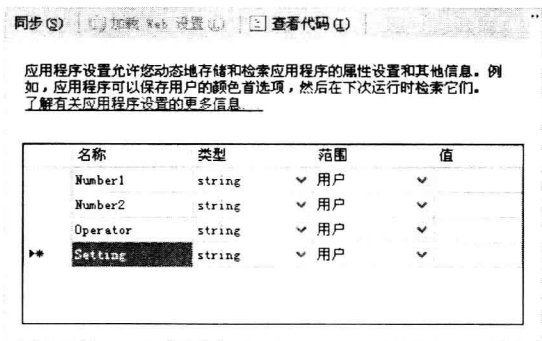 同步(S) 加载 Web 设置(L) 查看代码(I)
应用程序设置允许您动态地存储和检索应用程序的属性设置和其他信息。例
如，应用程序可以保存用户的颜色首选项，然后在下次运行时检索它们。
了解有关应用程序设置的更多信息...
名称 类型 范围 值
Number1 string 用户
Number2 string 用户
Operator string 用户
Setting string 用户